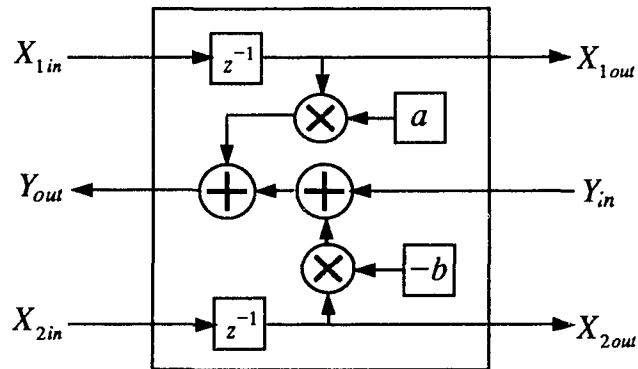 X1in z⁻¹ X1out
a
Yout Yin
−b
X2in z⁻¹ X2out